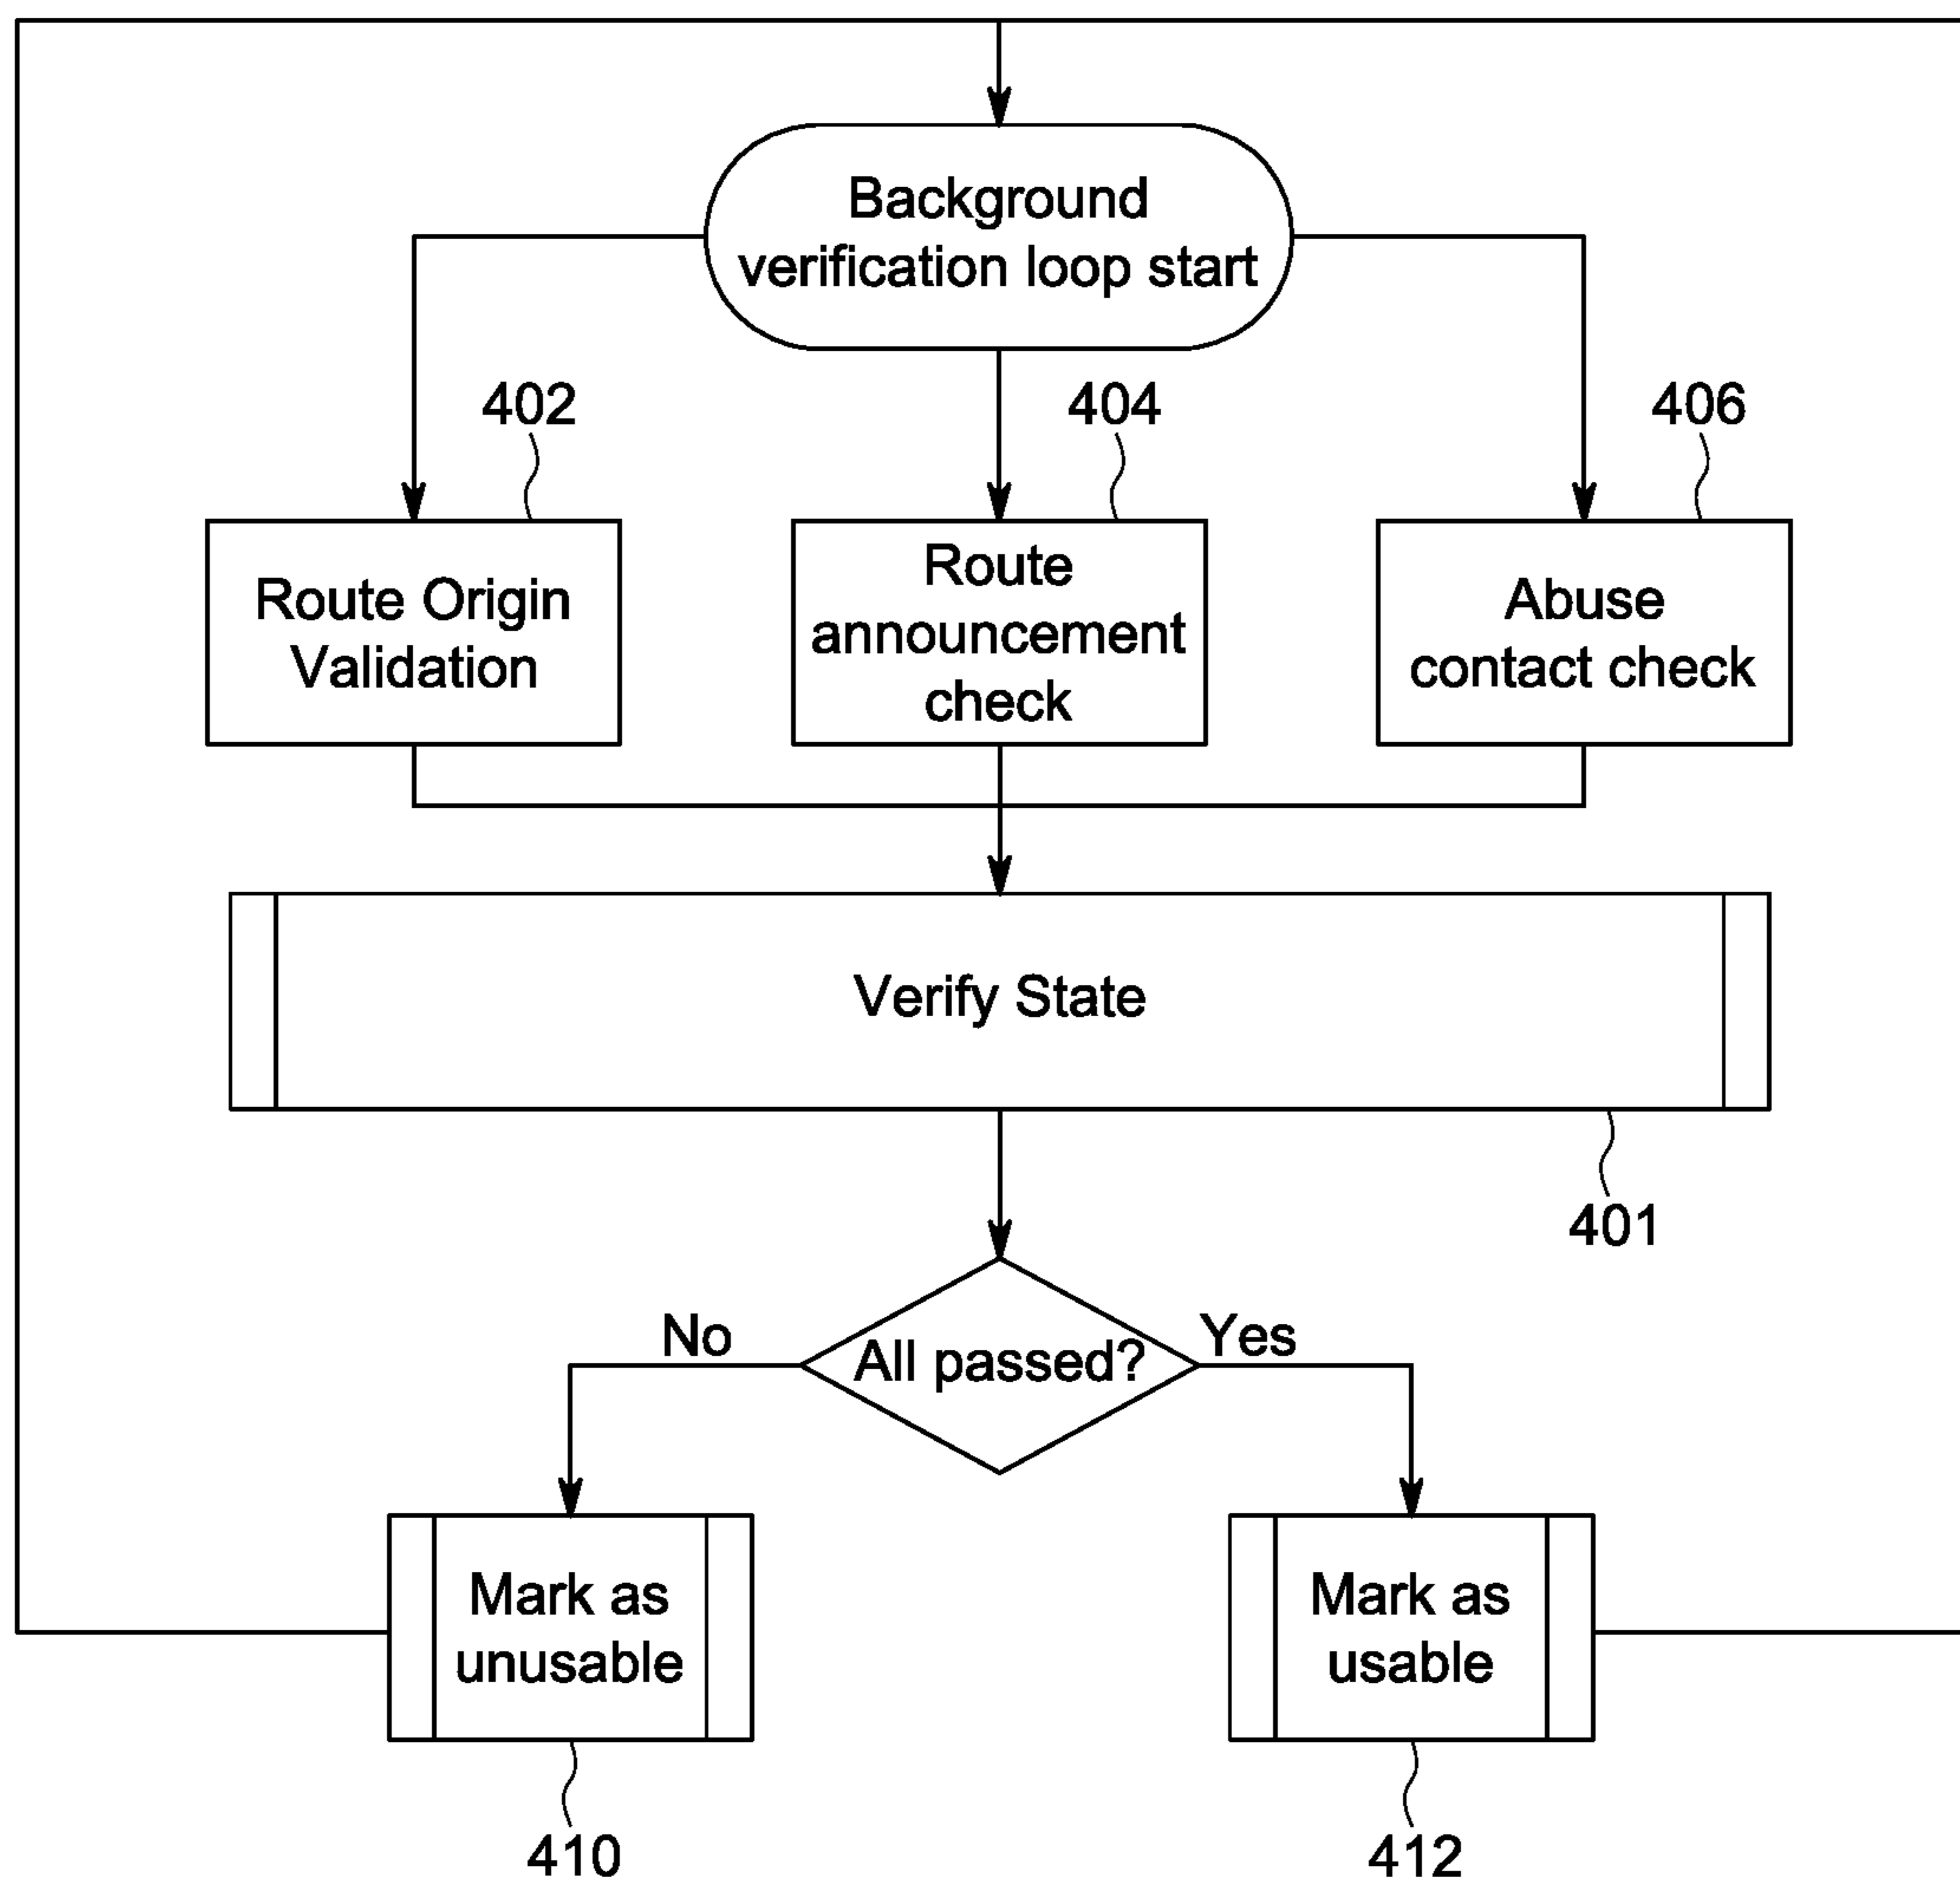 Background
verification loop start
402
404
406
Route Origin
Validation
Route
announcement
check
Abuse
contact check
Verify State
401
No
All passed?
Yes
Mark as
unusable
Mark as
usable
410
412